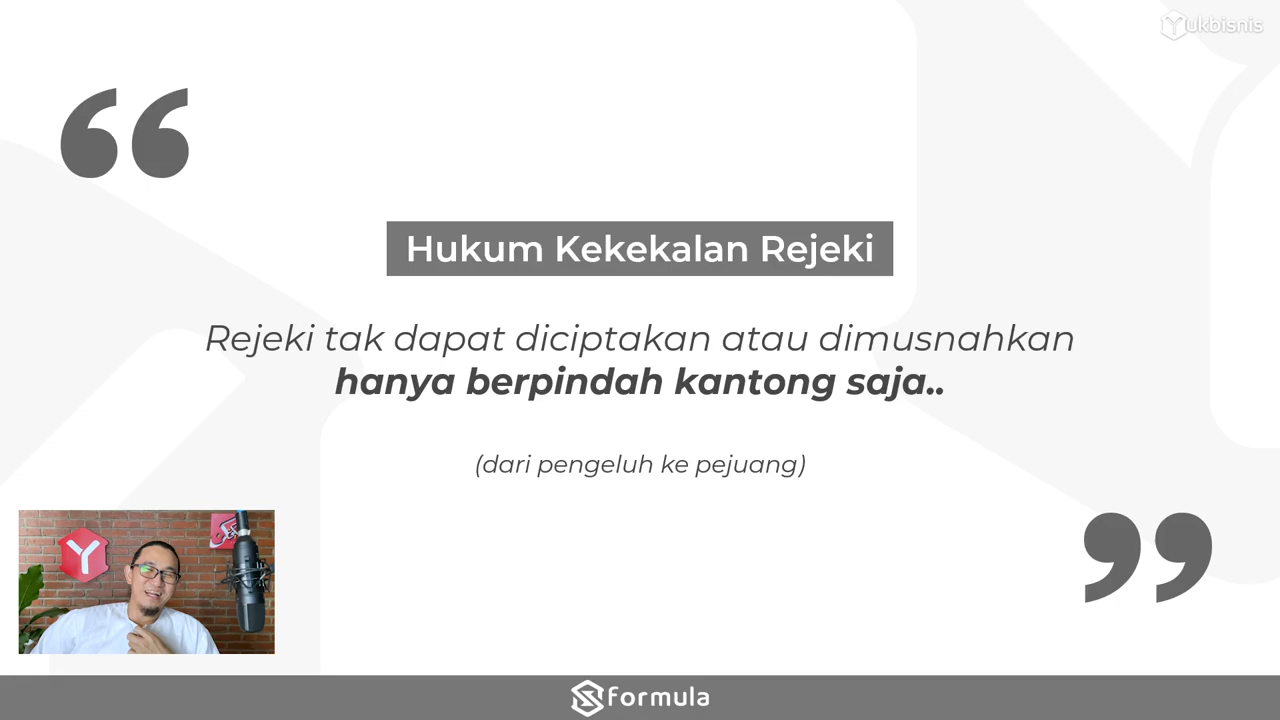 Yukbisnis
Hukum Kekekalan Rejeki
Rejeki tak dapat diciptakan atau dimusnahkan
hanya berpindah kantong saja..
(dari pengeluh ke pejuang)
formula